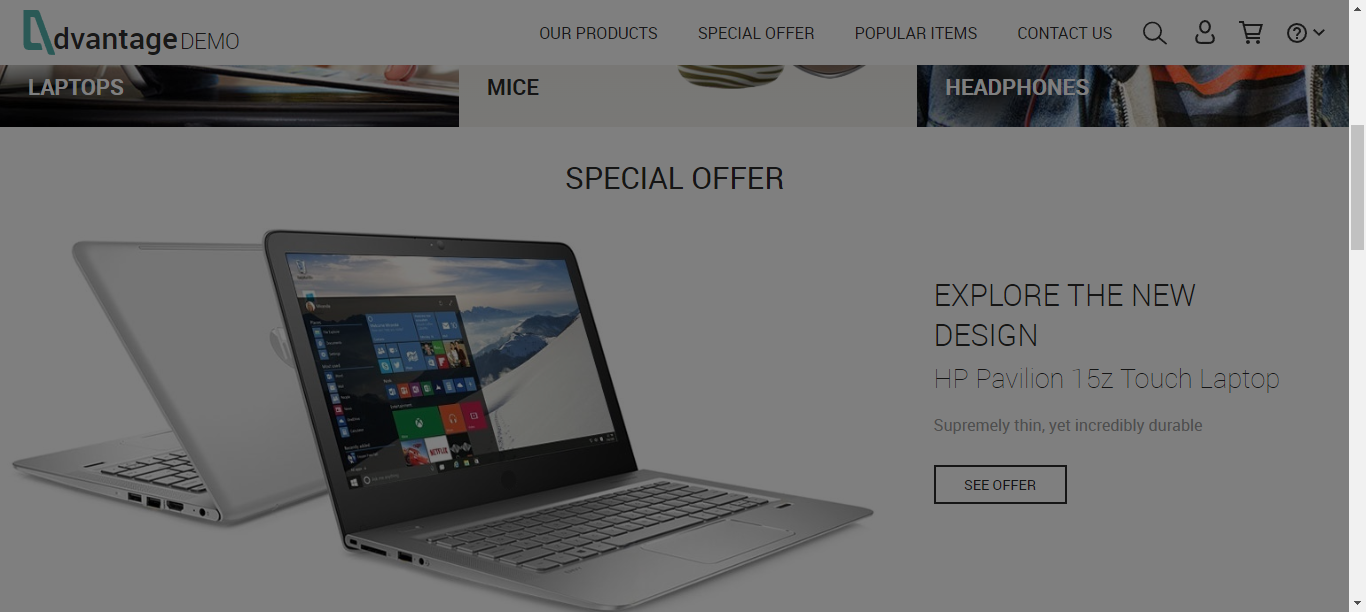 dvantage DEMO
OUR PRODUCTS
SPECIAL OFFER
POPULAR ITEMS
CONTACT US
LAPTOPS
MICE
HEADPHONES
SPECIAL OFFER
EXPLORE THE NEW
DESIGN
HP Pavilion 15z Touch Laptop
Supremely thin, yet incredibly durable
SEE OFFER
NETFLIX